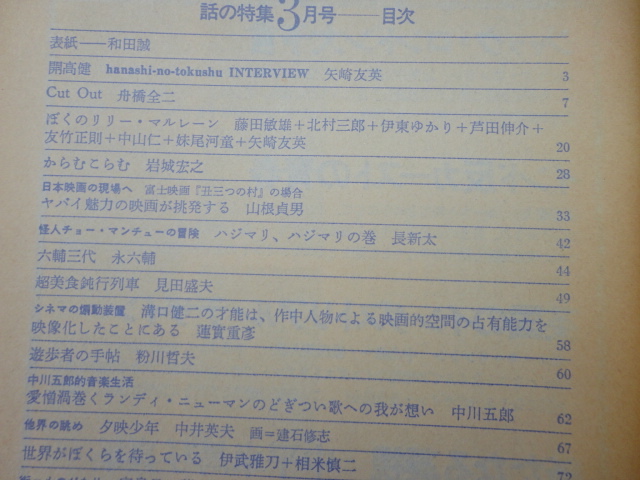 話の特集3月号——目次
表紙——和田誠
開高健 hanashi-no-tokushu INTERVIEW 矢崎友英 3
Cut Out 舟橋全二 7
ぼくのリリー・マルレーン 藤田敏雄＋北村三郎＋伊東ゆかり＋芦田伸介＋
友竹正則＋中山仁＋妹尾河童＋矢崎友英 20
からむこらむ 岩城宏之 28
日本映画の現場へ 富士映画『丑三つの村』の場合
ヤバイ魅力の映画が挑発する 山根貞男 33
怪人チョー・マンチューの冒険 ハジマリ、ハジマリの巻 長新太 42
六輔三代 永六輔 44
超美食鈍行列車 見田盛夫 49
シネマの煽動装置 溝口健二の才能は、作中人物による映画的空間の占有能力を
映像化したことにある 蓮實重彦 58
遊歩者の手帖 粉川哲夫 60
中川五郎的音楽生活
愛憎渦巻くランディ・ニューマンのどぎつい歌への我が想い 中川五郎 62
他界の眺め 夕映少年 中井英夫 画＝建石修志 67
世界がぼくらを待っている 伊武雅刀＋相米慎二 72